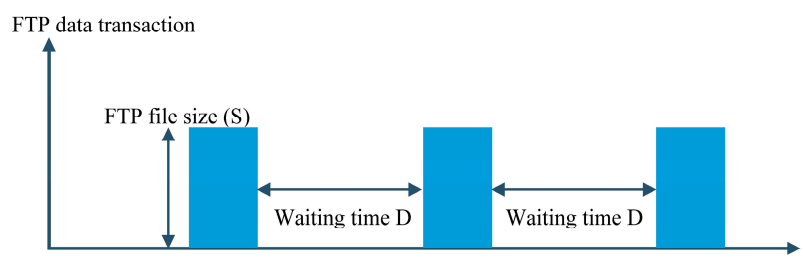 FTP data transaction
FTP file size (S)
Waiting time D
Waiting time D